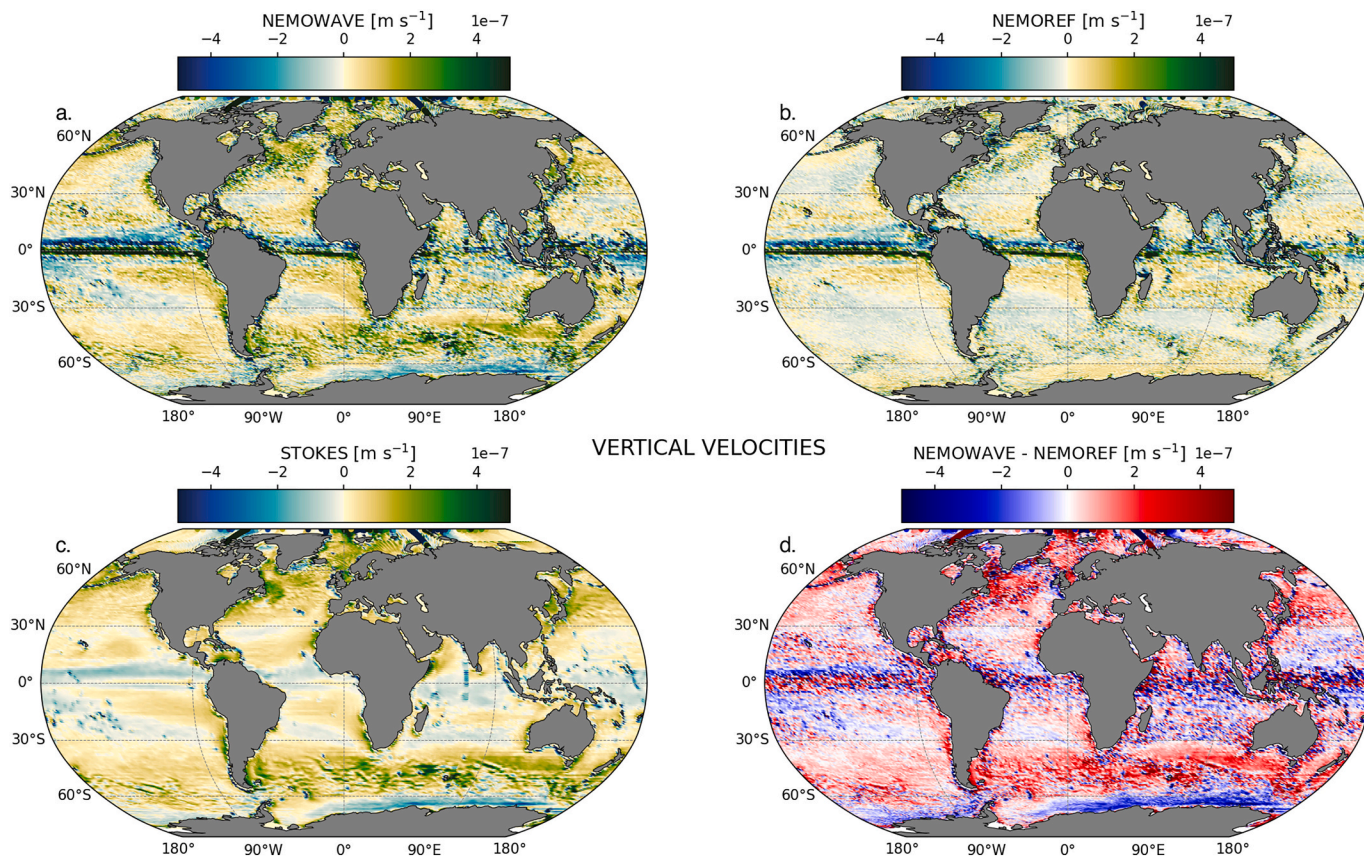 NEMOWAVE [m s⁻¹] 1e-7
−4 −2 0 2 4
a.
60°N
30°N
0°
30°S
60°S
180° 90°W 0° 90°E 180°
NEMOREF [m s⁻¹] 1e-7
−4 −2 0 2 4
b.
60°N
30°N
0°
30°S
60°S
180° 90°W 0° 90°E 180°
VERTICAL VELOCITIES
STOKES [m s⁻¹] 1e-7
−4 −2 0 2 4
c.
60°N
30°N
0°
30°S
60°S
180° 90°W 0° 90°E 180°
NEMOWAVE - NEMOREF [m s⁻¹] 1e-7
−4 −2 0 2 4
d.
60°N
30°N
0°
30°S
60°S
180° 90°W 0° 90°E 180°